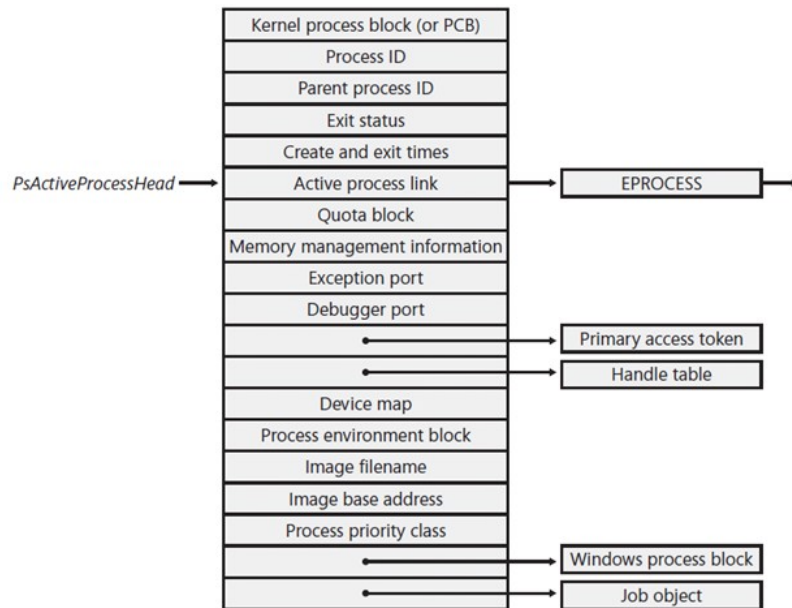 Kernel process block (or PCB)
Process ID
Parent process ID
Exit status
Create and exit times
PsActiveProcessHead
Active process link
EPROCESS
Quota block
Memory management information
Exception port
Debugger port
Primary access token
Handle table
Device map
Process environment block
Image filename
Image base address
Process priority class
Windows process block
Job object